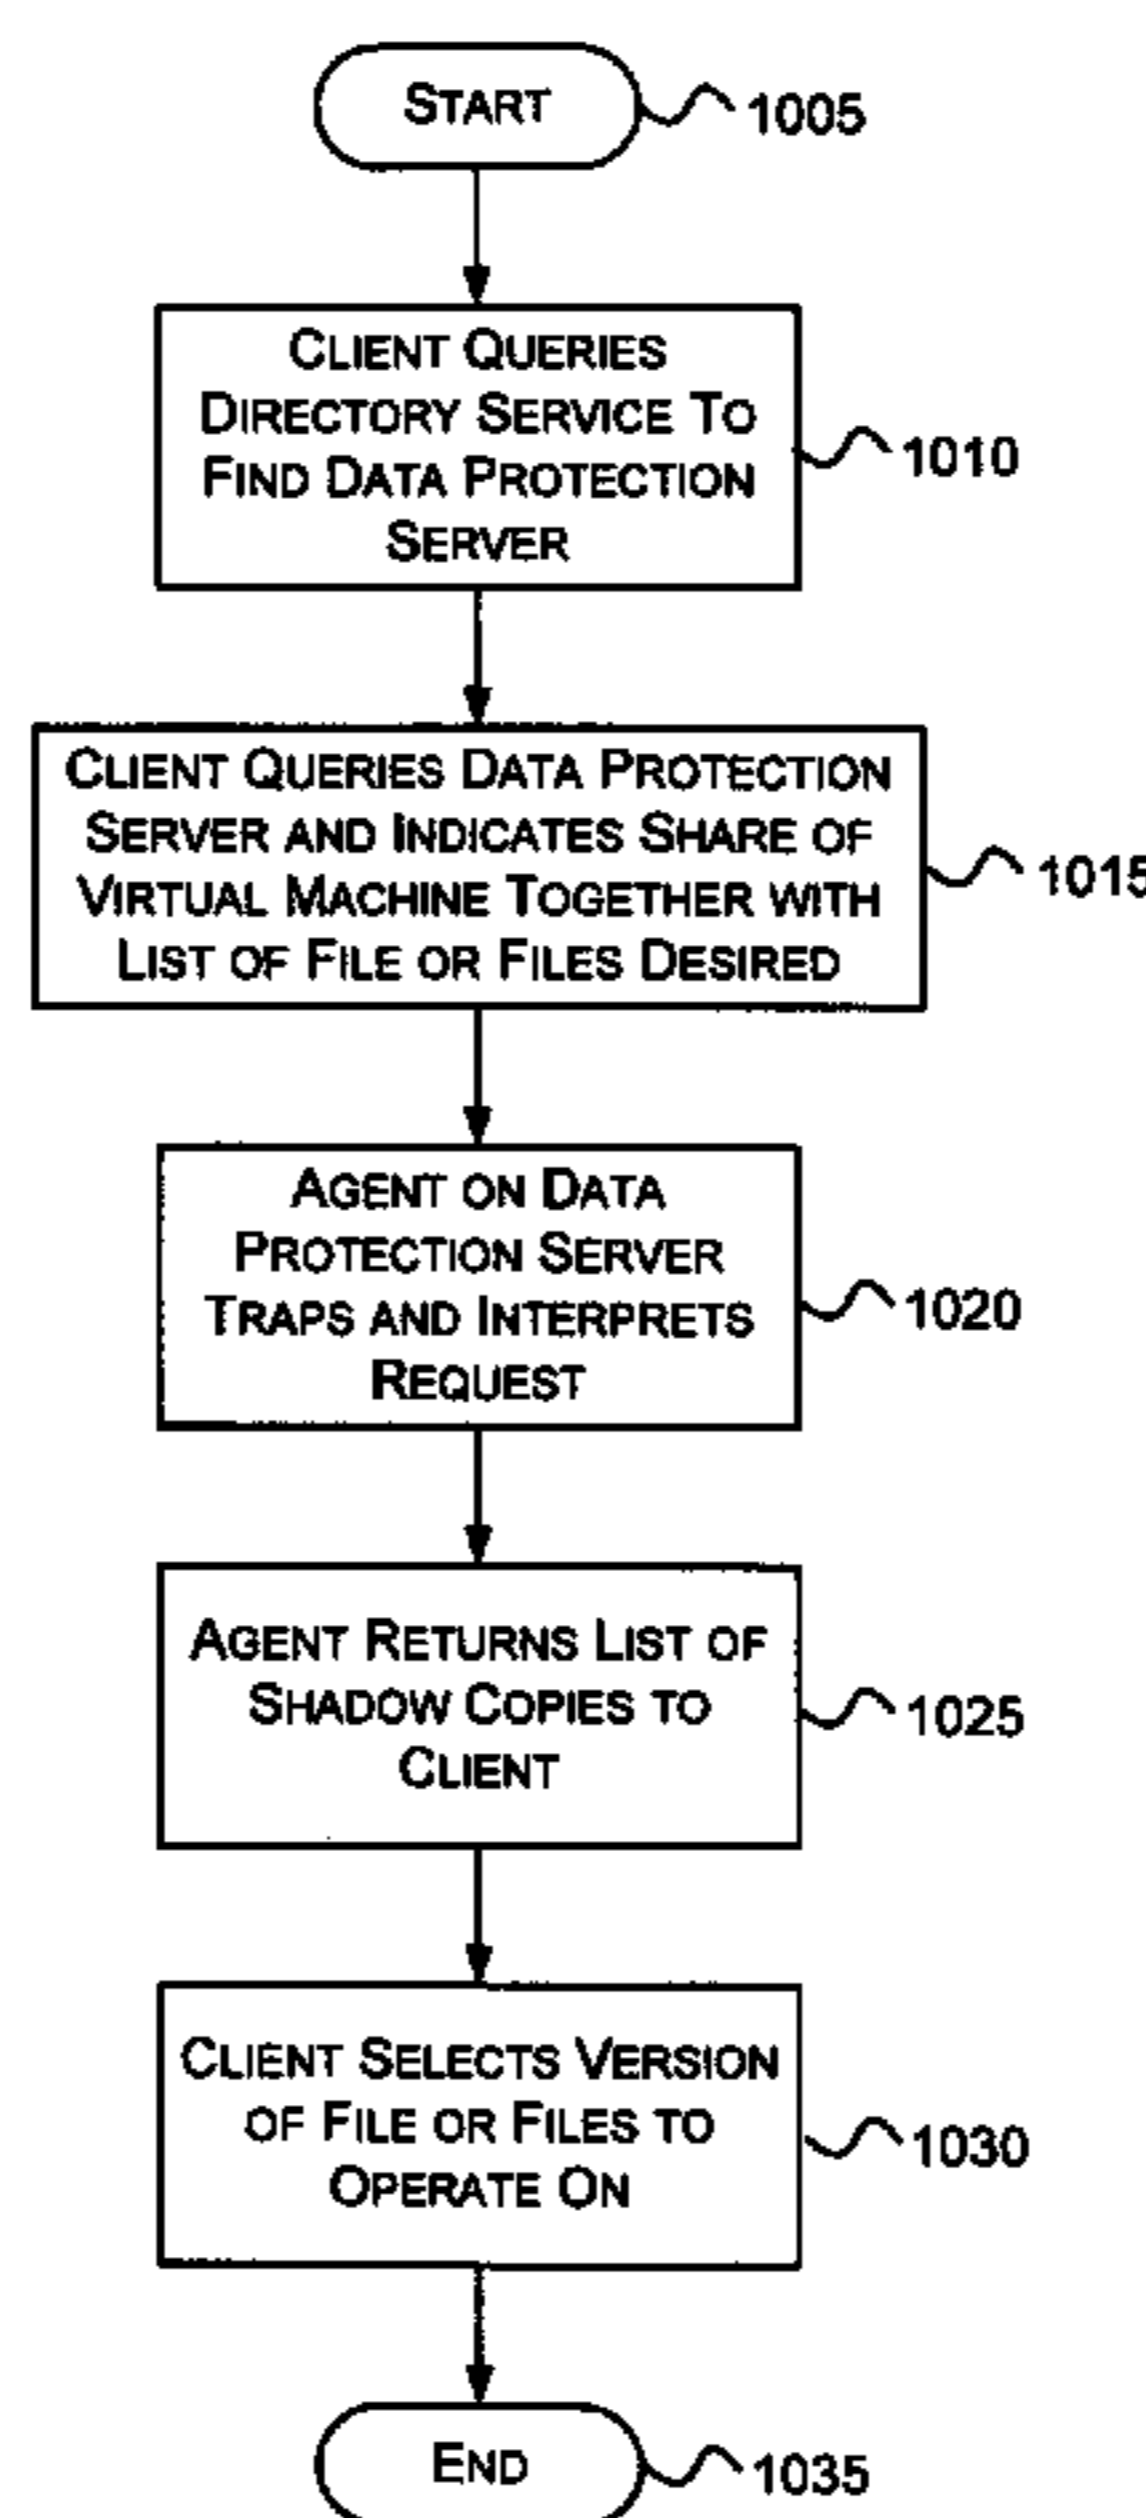 START
1005
CLIENT QUERIES
DIRECTORY SERVICE TO
FIND DATA PROTECTION
SERVER
1010
CLIENT QUERIES DATA PROTECTION
SERVER AND INDICATES SHARE OF
VIRTUAL MACHINE TOGETHER WITH
LIST OF FILE OR FILES DESIRED
1015
AGENT ON DATA
PROTECTION SERVER
TRAPS AND INTERPRETS
REQUEST
1020
AGENT RETURNS LIST OF
SHADOW COPIES TO
CLIENT
1025
CLIENT SELECTS VERSION
OF FILE OR FILES TO
OPERATE ON
1030
END
1035